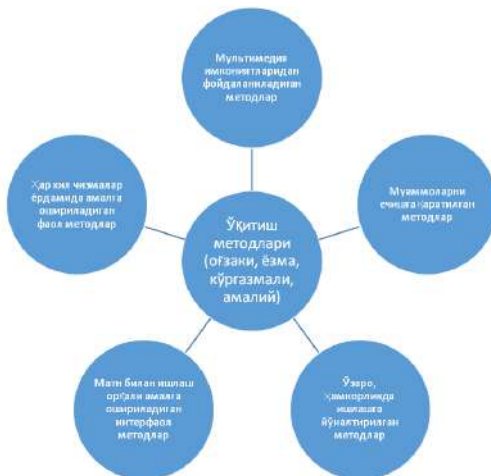 Мультимедиа
имкониятларидан
фойдаланиладиган
методлар
Ҳар хил чизмалар
ёрдамида амалга
ошириладиган
фаол методлар
Муаммоларни
ечишга қаратилган
методлар
Ўқитиш
методлари
(оғзаки, ёзма,
кўргазмали,
амалий)
Матн билан ишлаш
орқали амалга
ошириладиган
интерфаол
методлар
Ўзаро,
ҳамкорликда
ишлашга
йўналтирилган
методлар